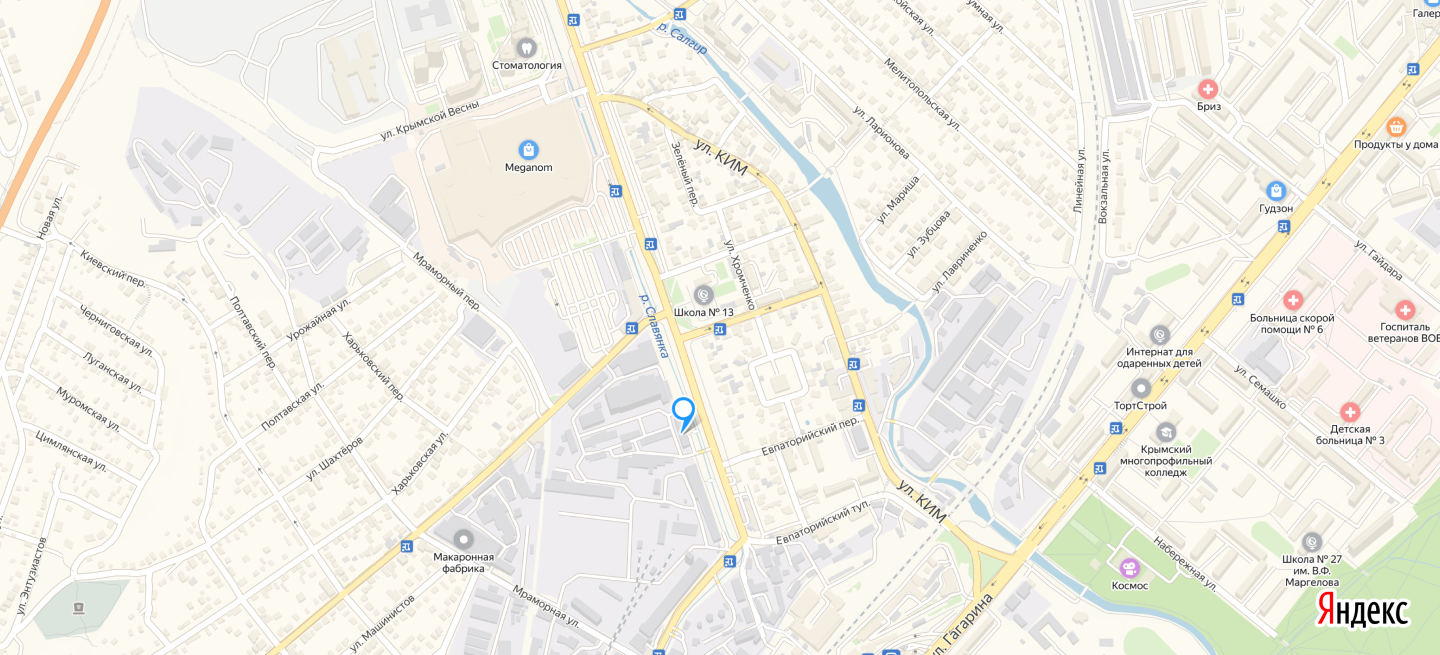 Галер
р. Салгир
Стоматология
Мелитопольская ул.
Бриз
ул. Крымской Весны
ул. Ларионова
Продукты у дома
ул. КИМ
Зелёный пер.
Meganom
Линейная ул.
Вокзальная ул.
ул. Мариша
Гудзон
Новая ул.
ул. Зубцова
ул. Лавриненко
ул. Гайдара
Киевский пер.
Мраморный пер.
ул. Хромченко
Полтавский пер.
Урожайная ул.
р. Славянка
Школа № 13
Больница скорой
помощи № 6
Госпиталь
ветеранов ВОВ
Черниговская ул.
Харьковский пер.
Интернат для
одаренных детей
Луганская ул.
ул. Семашко
Муромская ул.
Полтавская ул.
ТортСтрой
Детская
больница № 3
Цимлянская ул.
ул. Шахтёров
Харьковская ул.
Евпаторийский пер.
Крымский
многопрофильный
колледж
ул. КИМ
Евпаторийский туп.
Макаронная
фабрика
ул. Энтузиастов
Набережная ул.
Школа № 27
им. В.Ф.
Маргелова
Космос
Мраморная ул.
ул. Машинистов
ул. Гагарина
Яндекс